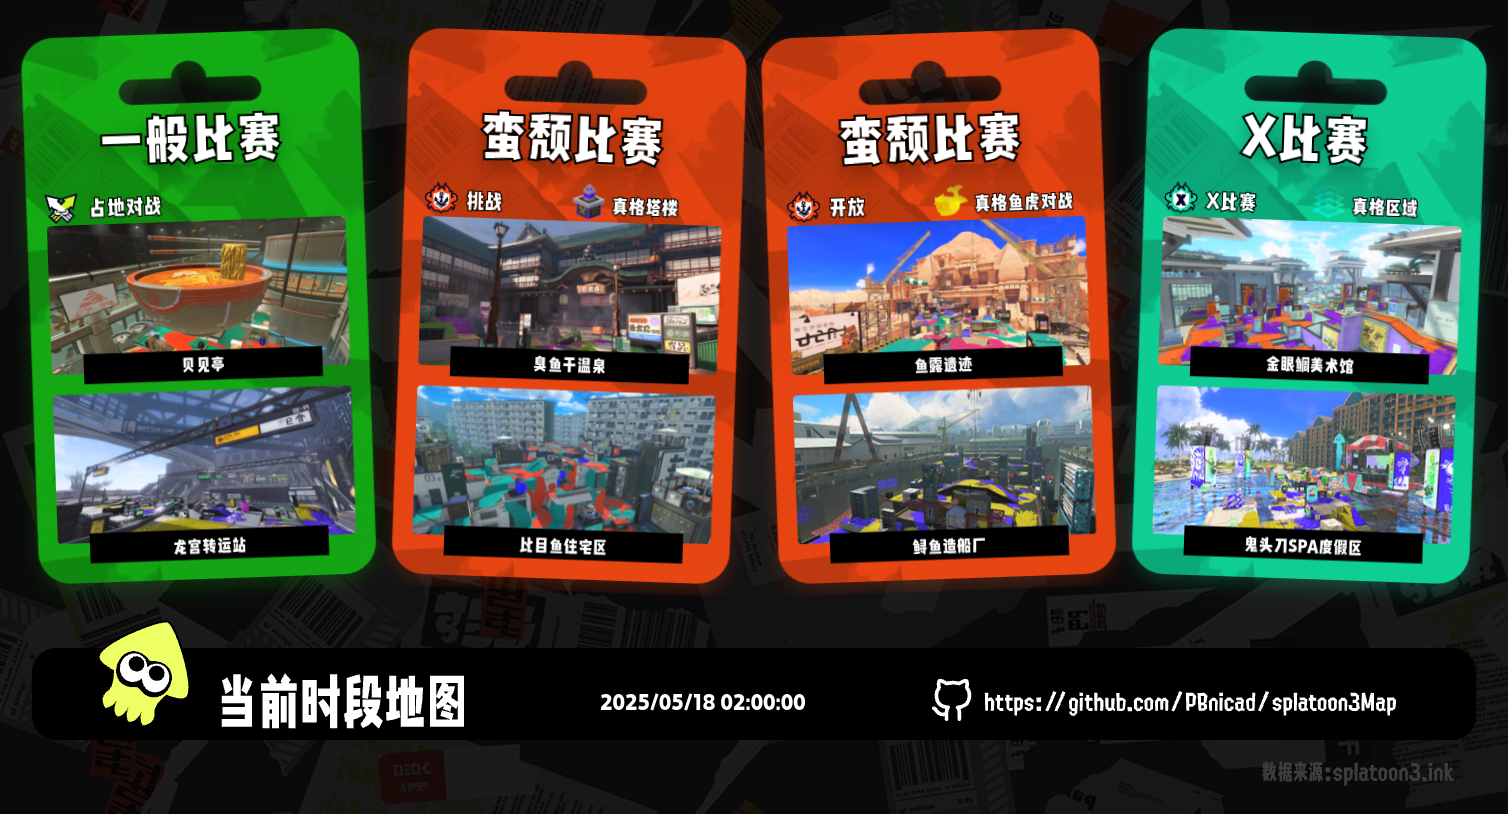 一般比赛
占地对战
贝贝亭
龙宫转运站
蛮颓比赛
挑战
真格塔楼
臭鱼干温泉
比目鱼住宅区
蛮颓比赛
开放
真格鱼虎对战
鱼露遗迹
鲟鱼造船厂
X比赛
X比赛
真格区域
金眼鲷美术馆
鬼头刀SPA度假区
当前时段地图
2025/05/18 02:00:00
https://github.com/PBnicad/splatoon3Map
数据来源:splatoon3.ink